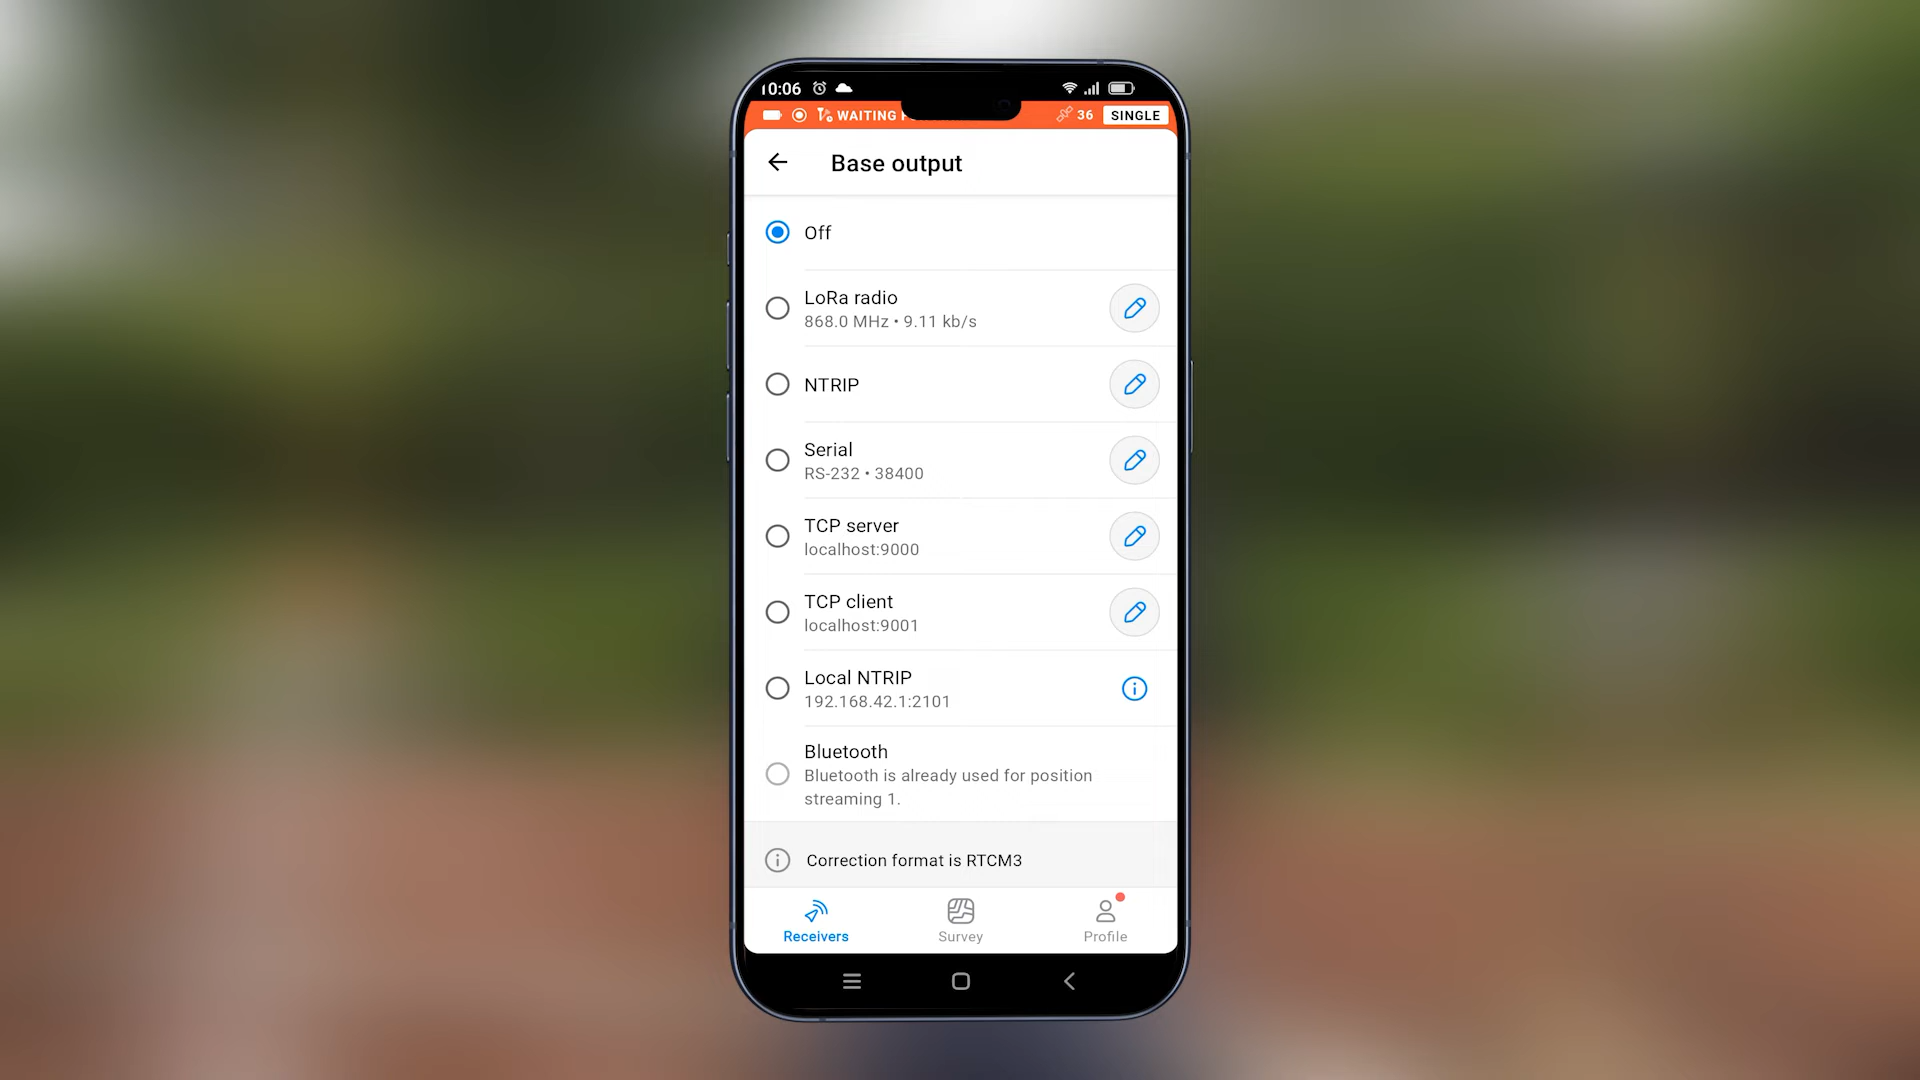 10:06
WAITING
36
SINGLE
Base output
Off
LoRa radio
868.0 MHz • 9.11 kb/s
NTRIP
Serial
RS-232 • 38400
TCP server
localhost:9000
TCP client
localhost:9001
Local NTRIP
192.168.42.1:2101
Bluetooth
Bluetooth is already used for position
streaming 1.
Correction format is RTCM3
Receivers
Survey
Profile